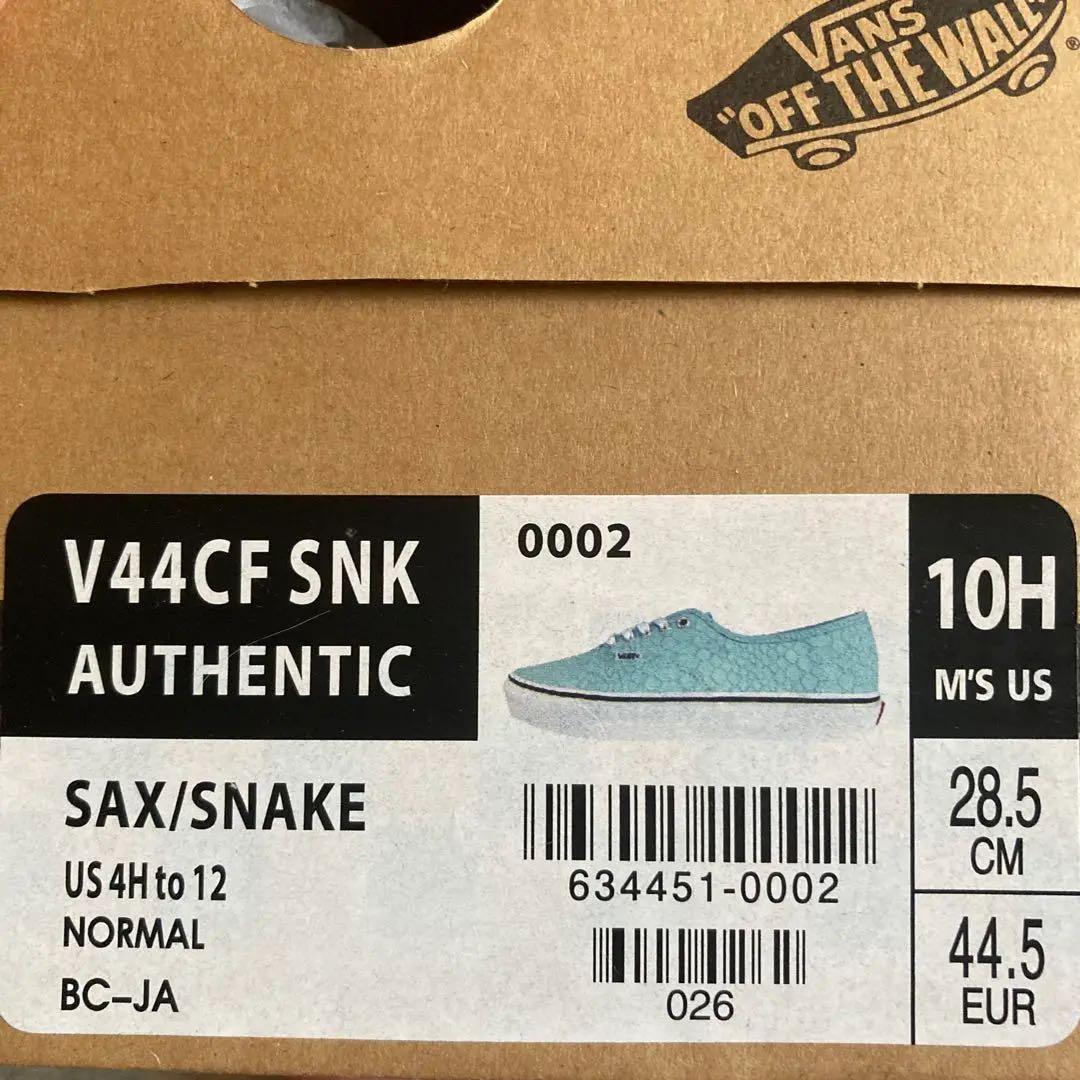 VANS
"OFF THE WALL"
®
V44CF SNK
AUTHENTIC
0002
VANS
10H
M'S US
SAX/SNAKE
US 4H to 12
NORMAL
BC-JA
634451-0002
026
28.5
CM
44.5
EUR